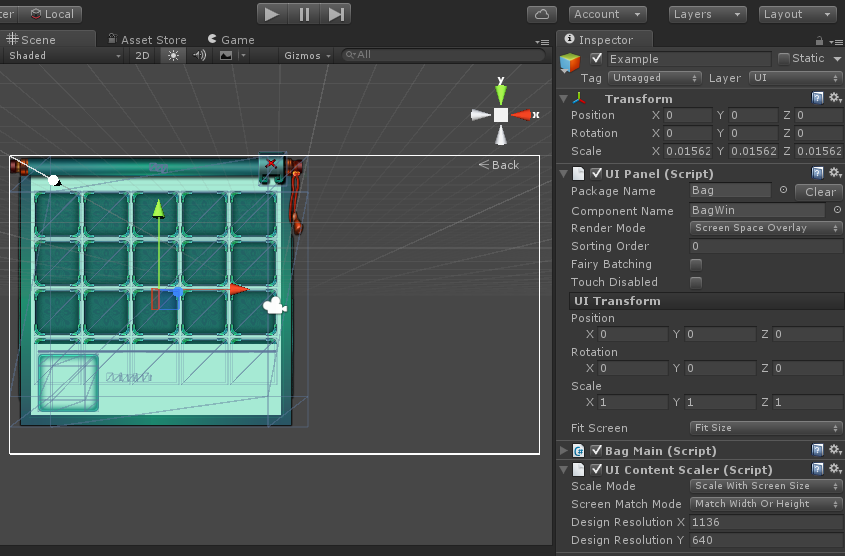 ter Local Account Layers Layout
Scene Asset Store Game
Shaded 2D Gizmos All
y
x
Back
Inspector
Example Static
Tag Untagged Layer UI
Transform
Position X 0 Y 0 Z 0
Rotation X 0 Y 0 Z 0
Scale X 0.01562 Y 0.01562 Z 0.01562
UI Panel (Script)
Package Name Bag Clear
Component Name BagWin
Render Mode Screen Space Overlay
Sorting Order 0
Fairy Batching
Touch Disabled
UI Transform
Position
X 0 Y 0 Z 0
Rotation
X 0 Y 0 Z 0
Scale
X 1 Y 1 Z 1
Fit Screen Fit Size
Bag Main (Script)
UI Content Scaler (Script)
Scale Mode Scale With Screen Size
Screen Match Mode Match Width Or Height
Design Resolution X 1136
Design Resolution Y 640